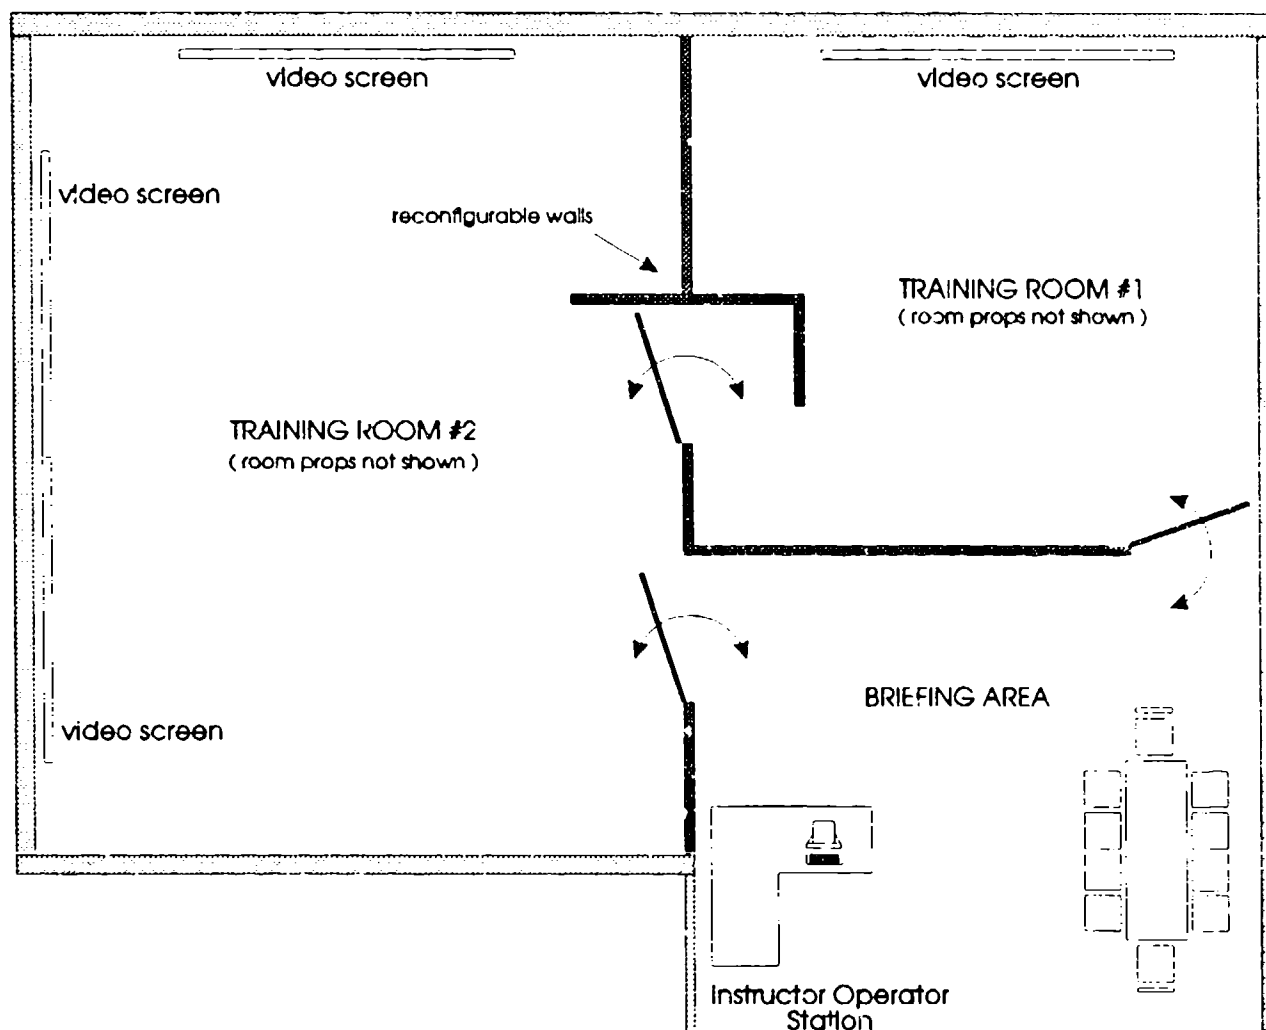 video screen
video screen
video screen
reconfigurable walls
TRAINING ROOM #1
( room props not shown )
TRAINING ROOM #2
( room props not shown )
BRIEFING AREA
video screen
Instructor Operator
Station